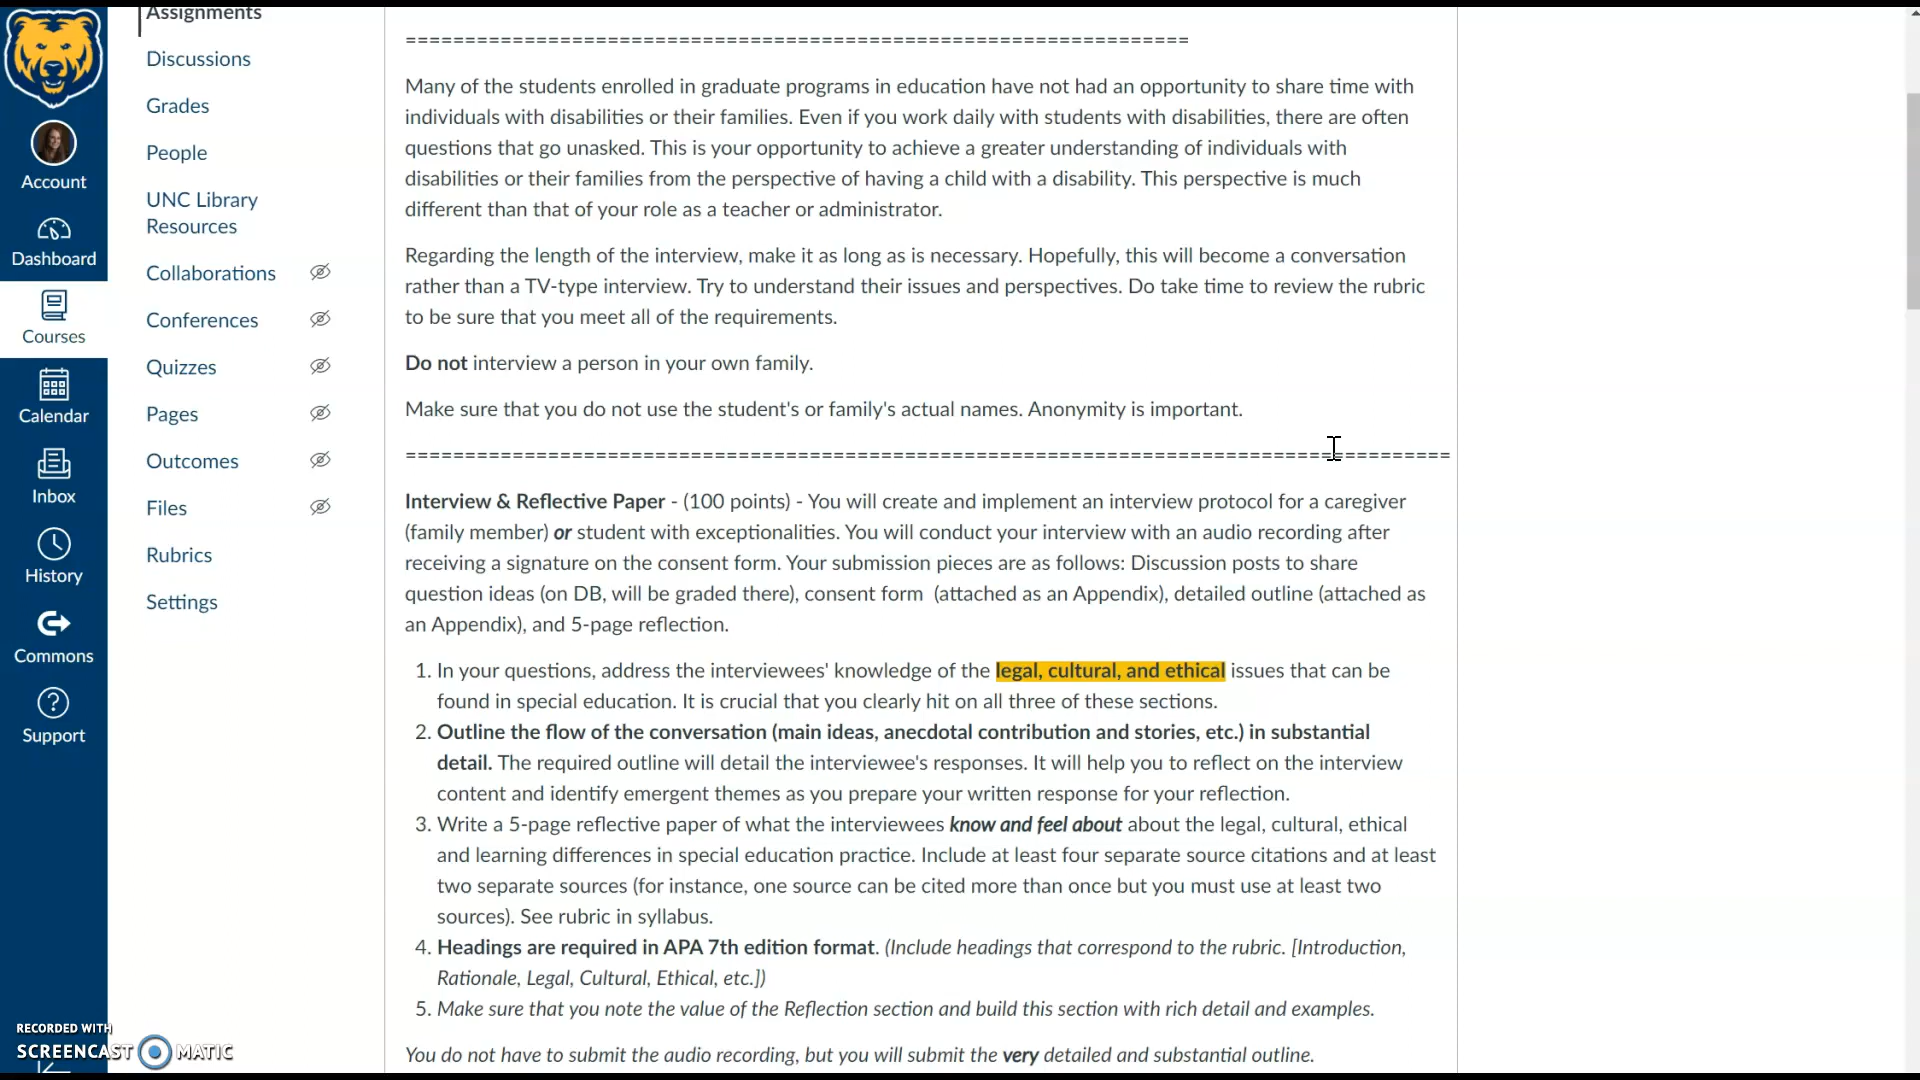 Assignments
Discussions
Grades
People
UNC Library
Resources
Collaborations
Conferences
Quizzes
Pages
Outcomes
Files
Rubrics
Settings
Account
Dashboard
Courses
Calendar
Inbox
History
Commons
Support
==================================================================
Many of the students enrolled in graduate programs in education have not had an opportunity to share time with
individuals with disabilities or their families. Even if you work daily with students with disabilities, there are often
questions that go unasked. This is your opportunity to achieve a greater understanding of individuals with
disabilities or their families from the perspective of having a child with a disability. This perspective is much
different than that of your role as a teacher or administrator.
Regarding the length of the interview, make it as long as is necessary. Hopefully, this will become a conversation
rather than a TV-type interview. Try to understand their issues and perspectives. Do take time to review the rubric
to be sure that you meet all of the requirements.
Do not interview a person in your own family.
Make sure that you do not use the student's or family's actual names. Anonymity is important.
========================================================================================
Interview & Reflective Paper - (100 points) - You will create and implement an interview protocol for a caregiver
(family member) or student with exceptionalities. You will conduct your interview with an audio recording after
receiving a signature on the consent form. Your submission pieces are as follows: Discussion posts to share
question ideas (on DB, will be graded there), consent form (attached as an Appendix), detailed outline (attached as
an Appendix), and 5-page reflection.
1. In your questions, address the interviewees' knowledge of the legal, cultural, and ethical issues that can be
found in special education. It is crucial that you clearly hit on all three of these sections.
2. Outline the flow of the conversation (main ideas, anecdotal contribution and stories, etc.) in substantial
detail. The required outline will detail the interviewee's responses. It will help you to reflect on the interview
content and identify emergent themes as you prepare your written response for your reflection.
3. Write a 5-page reflective paper of what the interviewees know and feel about about the legal, cultural, ethical
and learning differences in special education practice. Include at least four separate source citations and at least
two separate sources (for instance, one source can be cited more than once but you must use at least two
sources). See rubric in syllabus.
4. Headings are required in APA 7th edition format. (Include headings that correspond to the rubric. [Introduction,
Rationale, Legal, Cultural, Ethical, etc.])
5. Make sure that you note the value of the Reflection section and build this section with rich detail and examples.
You do not have to submit the audio recording, but you will submit the very detailed and substantial outline.
RECORDED WITH
SCREENCAST MATIC